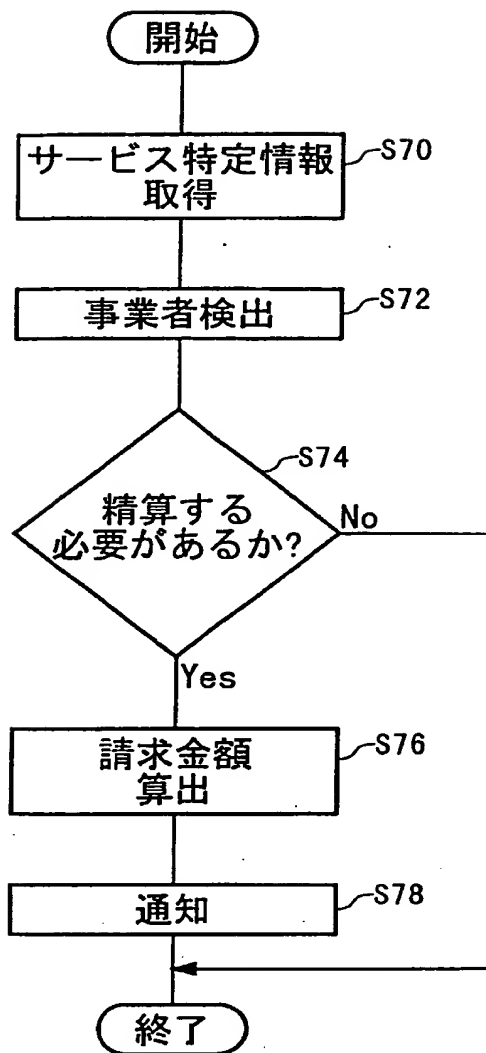 開始
サービス特定情報
取得
S70
事業者検出
S72
S74
精算する
必要があるか?
No
Yes
請求金額
算出
S76
通知
S78
終了